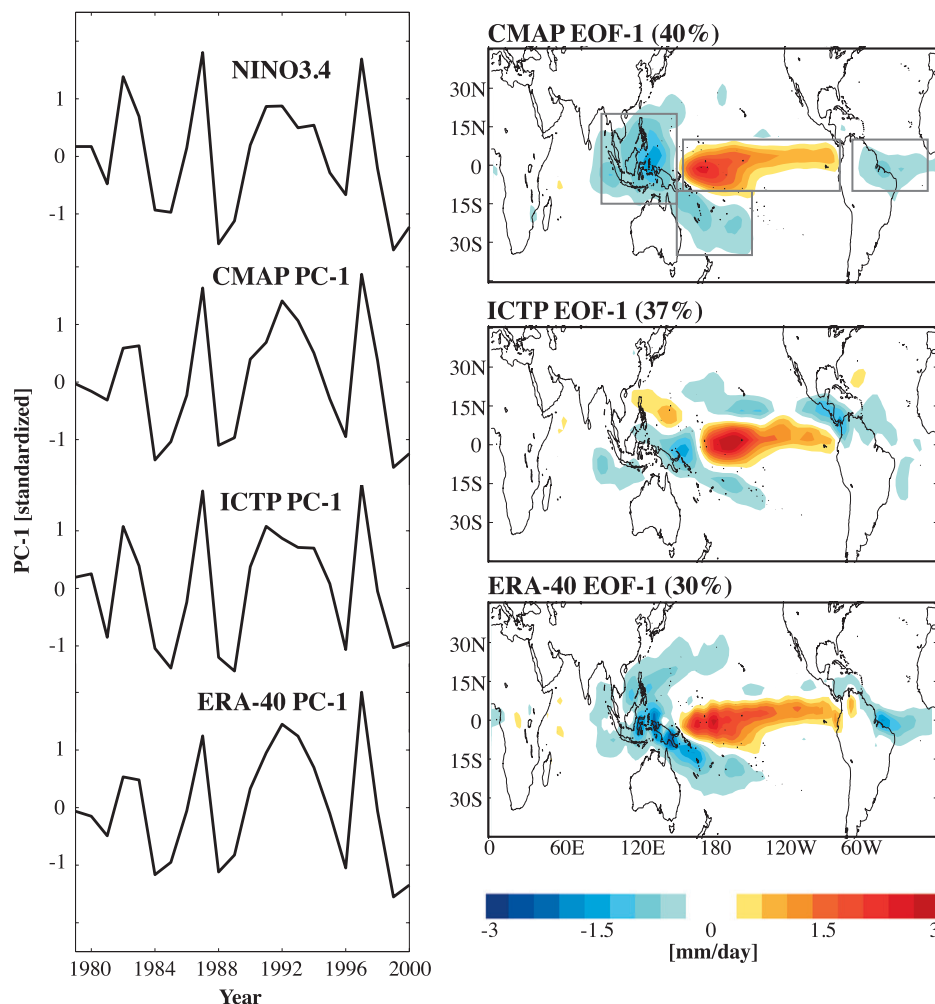 NINO3.4
1
0
-1
CMAP PC-1
1
0
-1
ICTP PC-1
1
0
-1
ERA-40 PC-1
1
0
-1
PC-1 [standardized]
1980 1984 1988 1992 1996 2000
Year
CMAP EOF-1 (40%)
30N
15N
0
15S
30S
ICTP EOF-1 (37%)
30N
15N
0
15S
30S
ERA-40 EOF-1 (30%)
30N
15N
0
15S
30S
0 60E 120E 180 120W 60W
-3 -1.5 0 1.5 3
[mm/day]